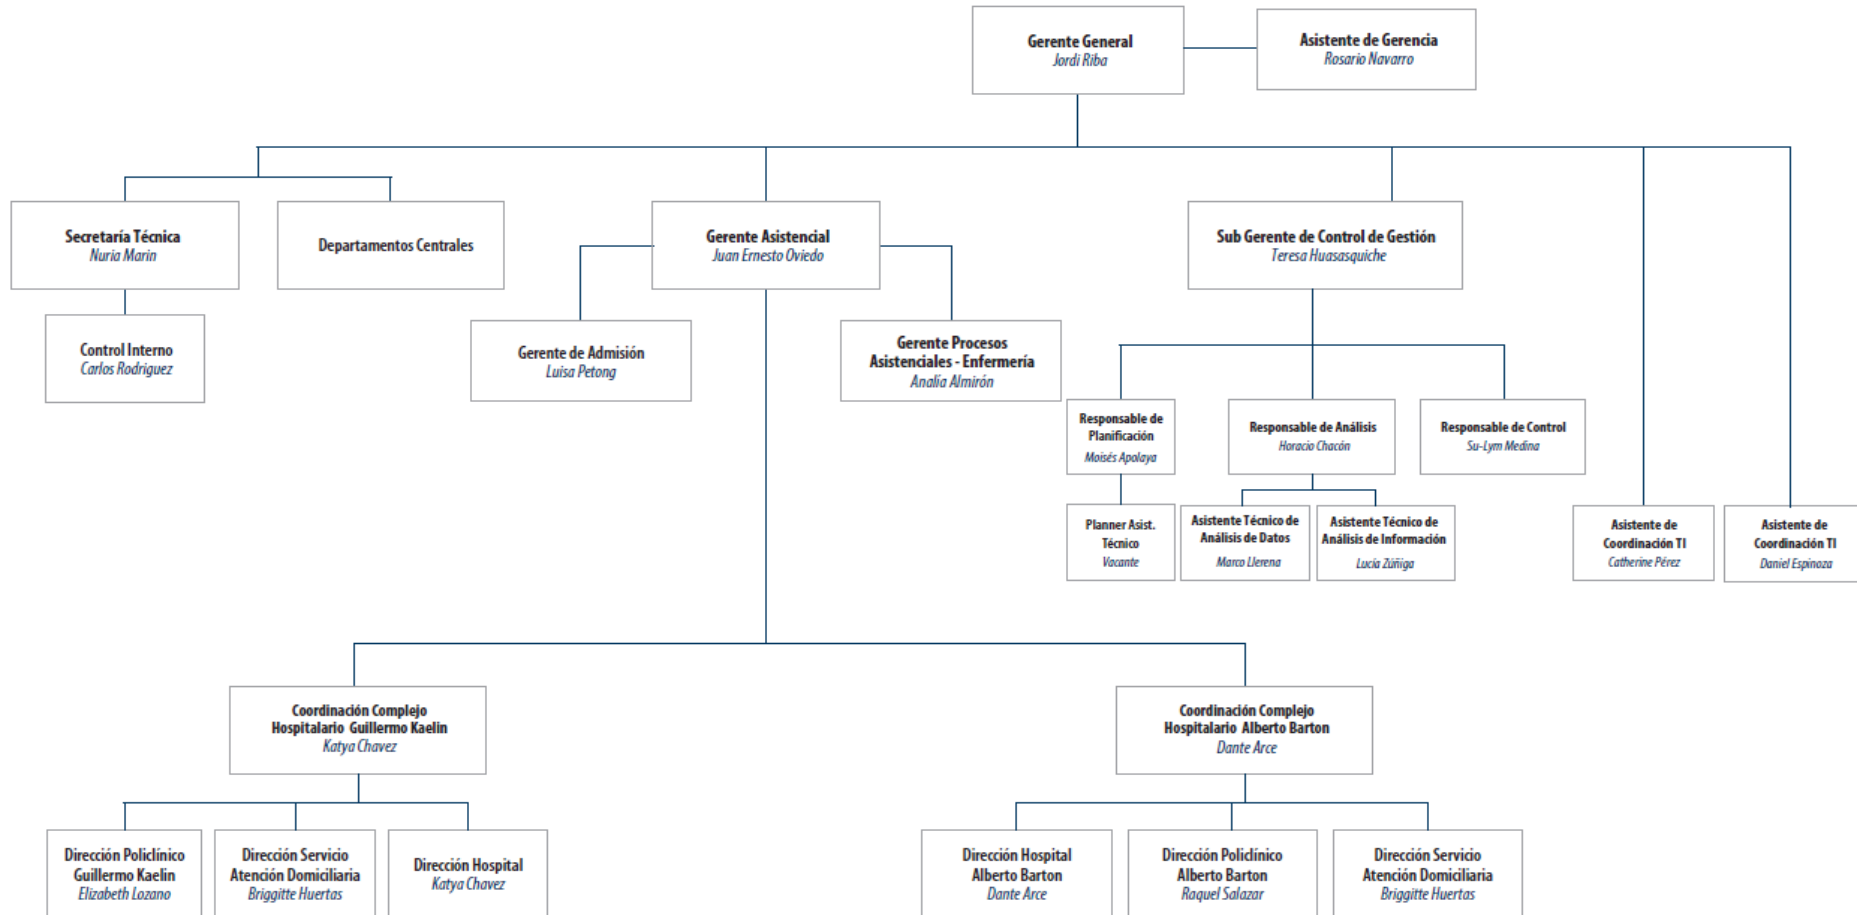 Gerente General
Jordi Riba
Asistente de Gerencia
Rosario Navarro
Secretaría Técnica
Nuria Marin
Departamentos Centrales
Gerente Asistencial
Juan Ernesto Oviedo
Sub Gerente de Control de Gestión
Teresa Huasasquiche
Control Interno
Carlos Rodriguez
Gerente de Admisión
Luisa Petong
Gerente Procesos
Asistenciales - Enfermería
Analía Almirón
Responsable de
Planificación
Moisés Apolaya
Responsable de Análisis
Horacio Chacón
Responsable de Control
Su-Lym Medina
Planner Asist.
Técnico
Vacante
Asistente Técnico de
Análisis de Datos
Marco Llerena
Asistente Técnico de
Análisis de Información
Lucía Zúñiga
Asistente de
Coordinación TI
Catherine Pérez
Asistente de
Coordinación TI
Daniel Espinoza
Coordinación Complejo
Hospitalario Guillermo Kaelin
Katya Chavez
Coordinación Complejo
Hospitalario Alberto Barton
Dante Arce
Dirección Policlínico
Guillermo Kaelin
Elizabeth Lozano
Dirección Servicio
Atención Domiciliaria
Briggitte Huertas
Dirección Hospital
Katya Chavez
Dirección Hospital
Alberto Barton
Dante Arce
Dirección Policlínico
Alberto Barton
Raquel Salazar
Dirección Servicio
Atención Domiciliaria
Briggitte Huertas